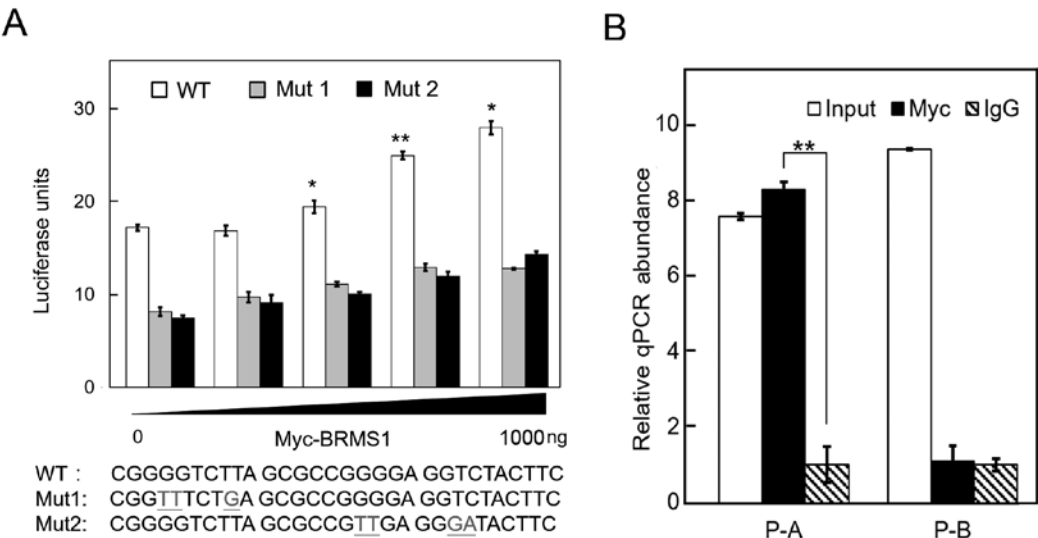 A
WT Mut 1 Mut 2
30
20
10
0
Luciferase units
*
**
*
0 Myc-BRMS1 1000ng
WT : CGGGGTCTTA GCGCCGGGGA GGTCTACTTC
Mut1: CGGTTTCTGA GCGCCGGGGA GGTCTACTTC
Mut2: CGGGGTCTTA GCGCCGTTGA GGGATACTTC
B
Input Myc IgG
10
8
6
4
2
0
Relative qPCR abundance
**
P-A P-B